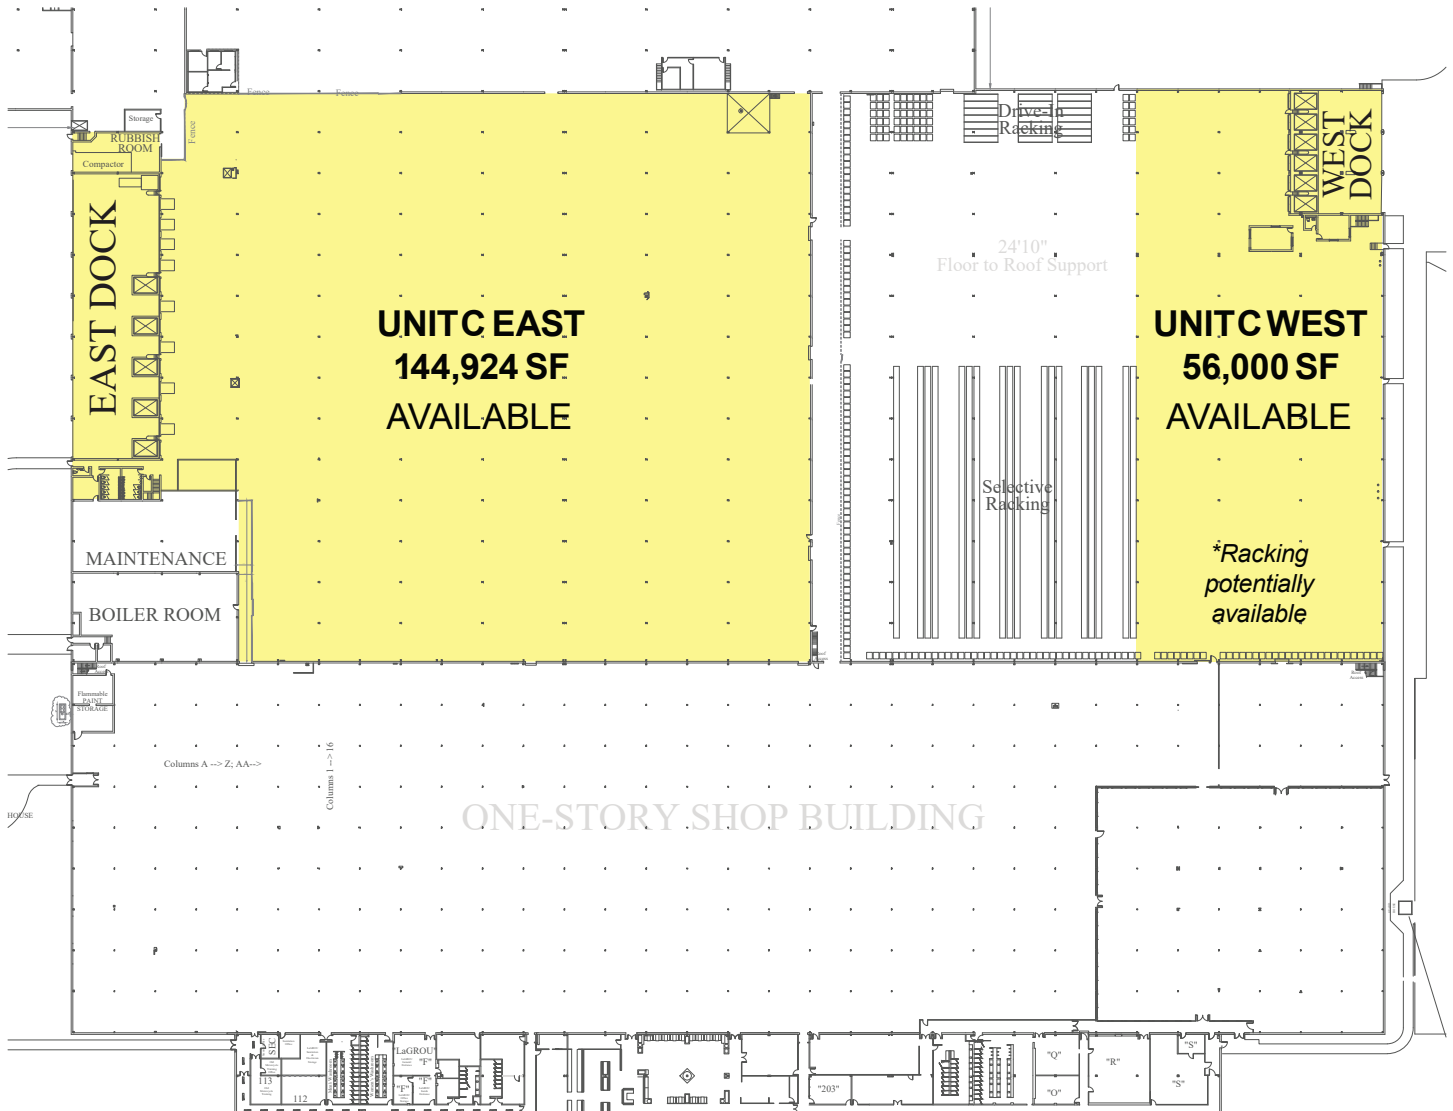 Fence
Fence
Storage
Fence
RUBBISH
ROOM
Compactor
EAST DOCK
Drive-In
Racking
WEST
DOCK
24'10"
Floor to Roof Support
UNIT C EAST
144,924 SF
AVAILABLE
UNIT C WEST
56,000 SF
AVAILABLE
Selective
Racking
*Racking
potentially
available
MAINTENANCE
BOILER ROOM
Flammable
PAINT
STORAGE
Columns A --> Z; AA-->
Columns 1 --> 16
HOUSE
ONE-STORY SHOP BUILDING
SEC
113
112
"LaGROU"
"F"
"F"
"F"
"203"
"Q"
"O"
"R"
"S"
"S"